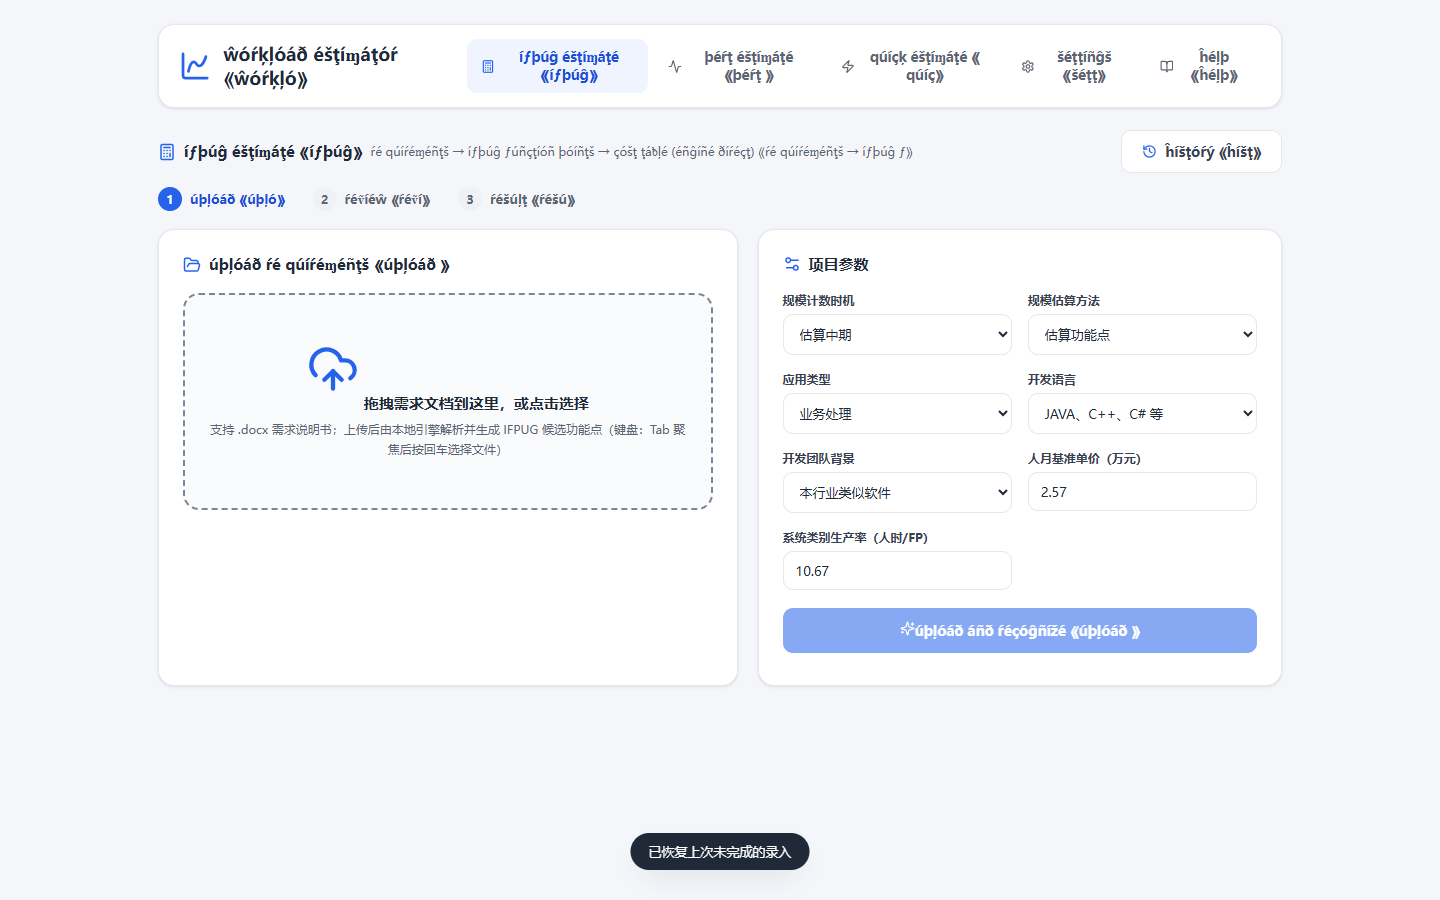 ŵóŕķļóáð éšţíɱáţóŕ
⟪ŵóŕķļó⟫
íƒþúĝ éšţíɱáţé
⟪íƒþúĝ⟫
þéŕţ éšţíɱáţé
⟪þéŕţ ⟫
qúíçķ éšţíɱáţé ⟪
qúíç⟫
šéţţíñĝš
⟪šéţţ⟫
ĥéļþ
⟪ĥéļþ⟫
íƒþúĝ éšţíɱáţé ⟪íƒþúĝ⟫ ŕé qúíŕéɱéñţš → íƒþúĝ ƒúñçţíóñ þóíñţš → çóšţ ţáƀļé (éñĝíñé ðíŕéçţ) ⟪ŕé qúíŕéɱéñţš → íƒþúĝ ƒ⟫
ĥíšţóŕý ⟪ĥíšţ⟫
1 úþļóáð ⟪úþļó⟫ 2 ŕéṽíéŵ ⟪ŕéṽí⟫ 3 ŕéšúļţ ⟪ŕéšú⟫
úþļóáð ŕé qúíŕéɱéñţš ⟪úþļóáð ⟫
拖拽需求文档到这里，或点击选择
支持 .docx 需求说明书；上传后由本地引擎解析并生成 IFPUG 候选功能点（键盘：Tab 聚
焦后按回车选择文件）
项目参数
规模计数时机 规模估算方法
估算中期 估算功能点
应用类型 开发语言
业务处理 JAVA、C++、C# 等
开发团队背景 人月基准单价（万元）
本行业类似软件 2.57
系统类别生产率（人时/FP）
10.67
úþļóáð áñð ŕéçóĝñížé ⟪úþļóáð ⟫
已恢复上次未完成的录入